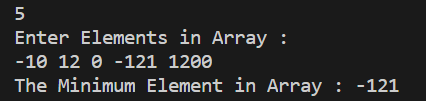 5
Enter Elements in Array :
-10 12 0 -121 1200
The Minimum Element in Array : -121